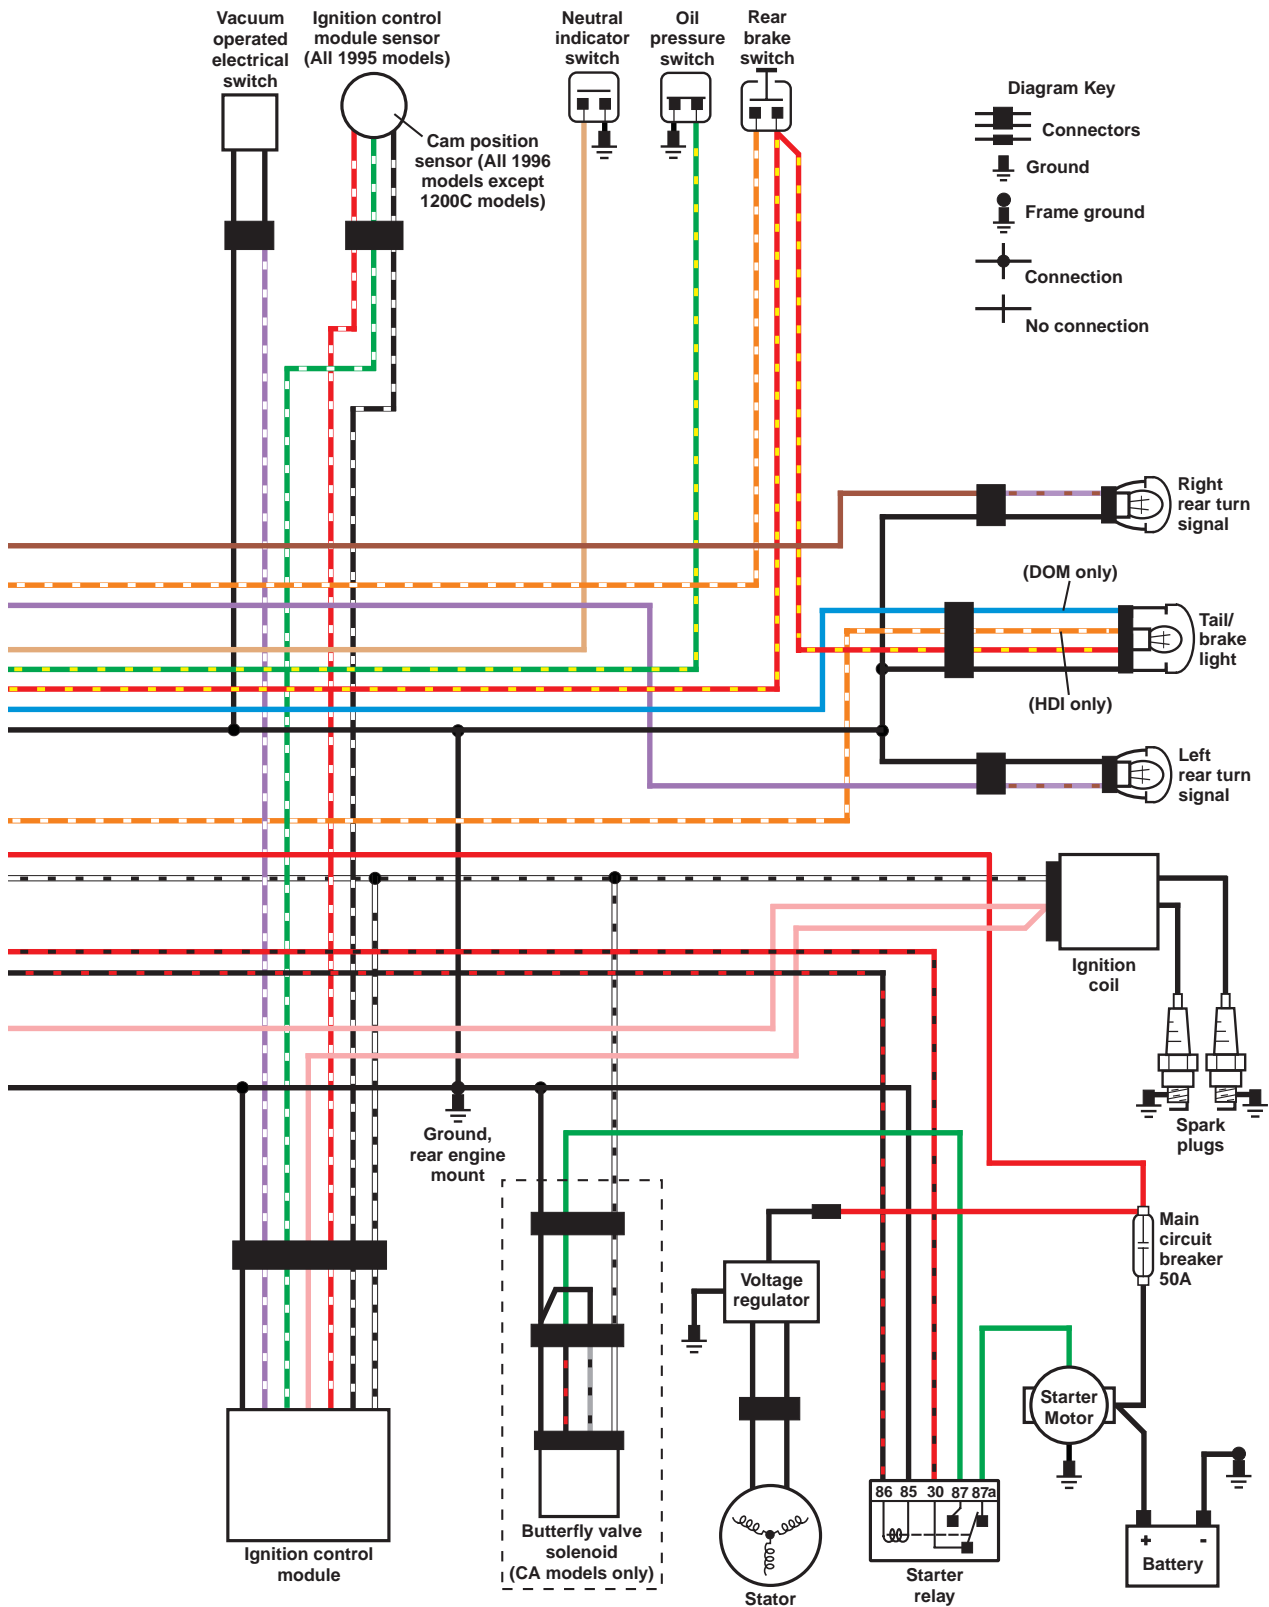 Vacuum
operated
electrical
switch
Ignition control
module sensor
(All 1995 models)
Neutral
indicator
switch
Oil
pressure
switch
Rear
brake
switch
Cam position
sensor (All 1996
models except
1200C models)
Diagram Key
Connectors
Ground
Frame ground
Connection
No connection
Right
rear turn
signal
(DOM only)
Tail/
brake
light
(HDI only)
Left
rear turn
signal
Ignition
coil
Spark
plugs
Ground,
rear engine
mount
Main
circuit
breaker
50A
Voltage
regulator
Starter
Motor
86 85 30 87 87a
+ -
Battery
Ignition control
module
Butterfly valve
solenoid
(CA models only)
Stator
Starter
relay